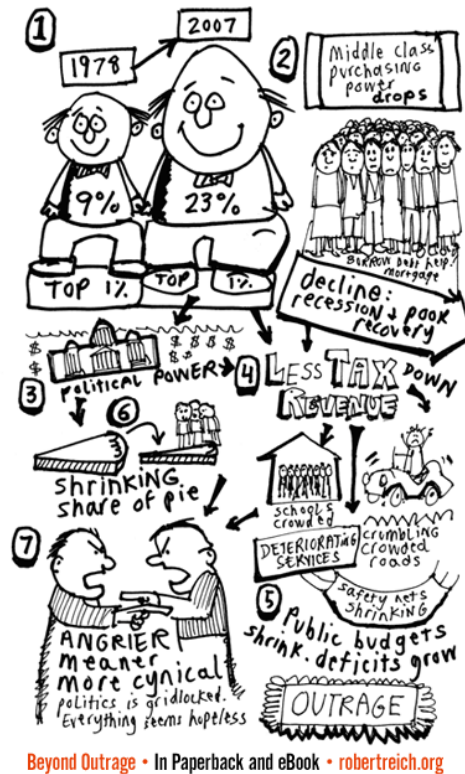 1
1978
2007
9%
23%
TOP 1%
TOP 1%
2
Middle class
purchasing
power
drops
BORROW Debt help!
mortgage
decline:
recession & poor
recovery
$ $ $ $ $ $ $ $
3
political POWER
4
LESS TAX DOWN
REVENUE
schools
crowded
DETERIORATING
SERVICES
crumbling
crowded
roads
safety nets
shrinking
5
public budgets
shrink. deficits grow
6
shrinking
share of pie
7
ANGRIER
meaner
more cynical
politics is gridlocked.
Everything seems hopeless
OUTRAGE
Beyond Outrage • In Paperback and eBook • robertreich.org